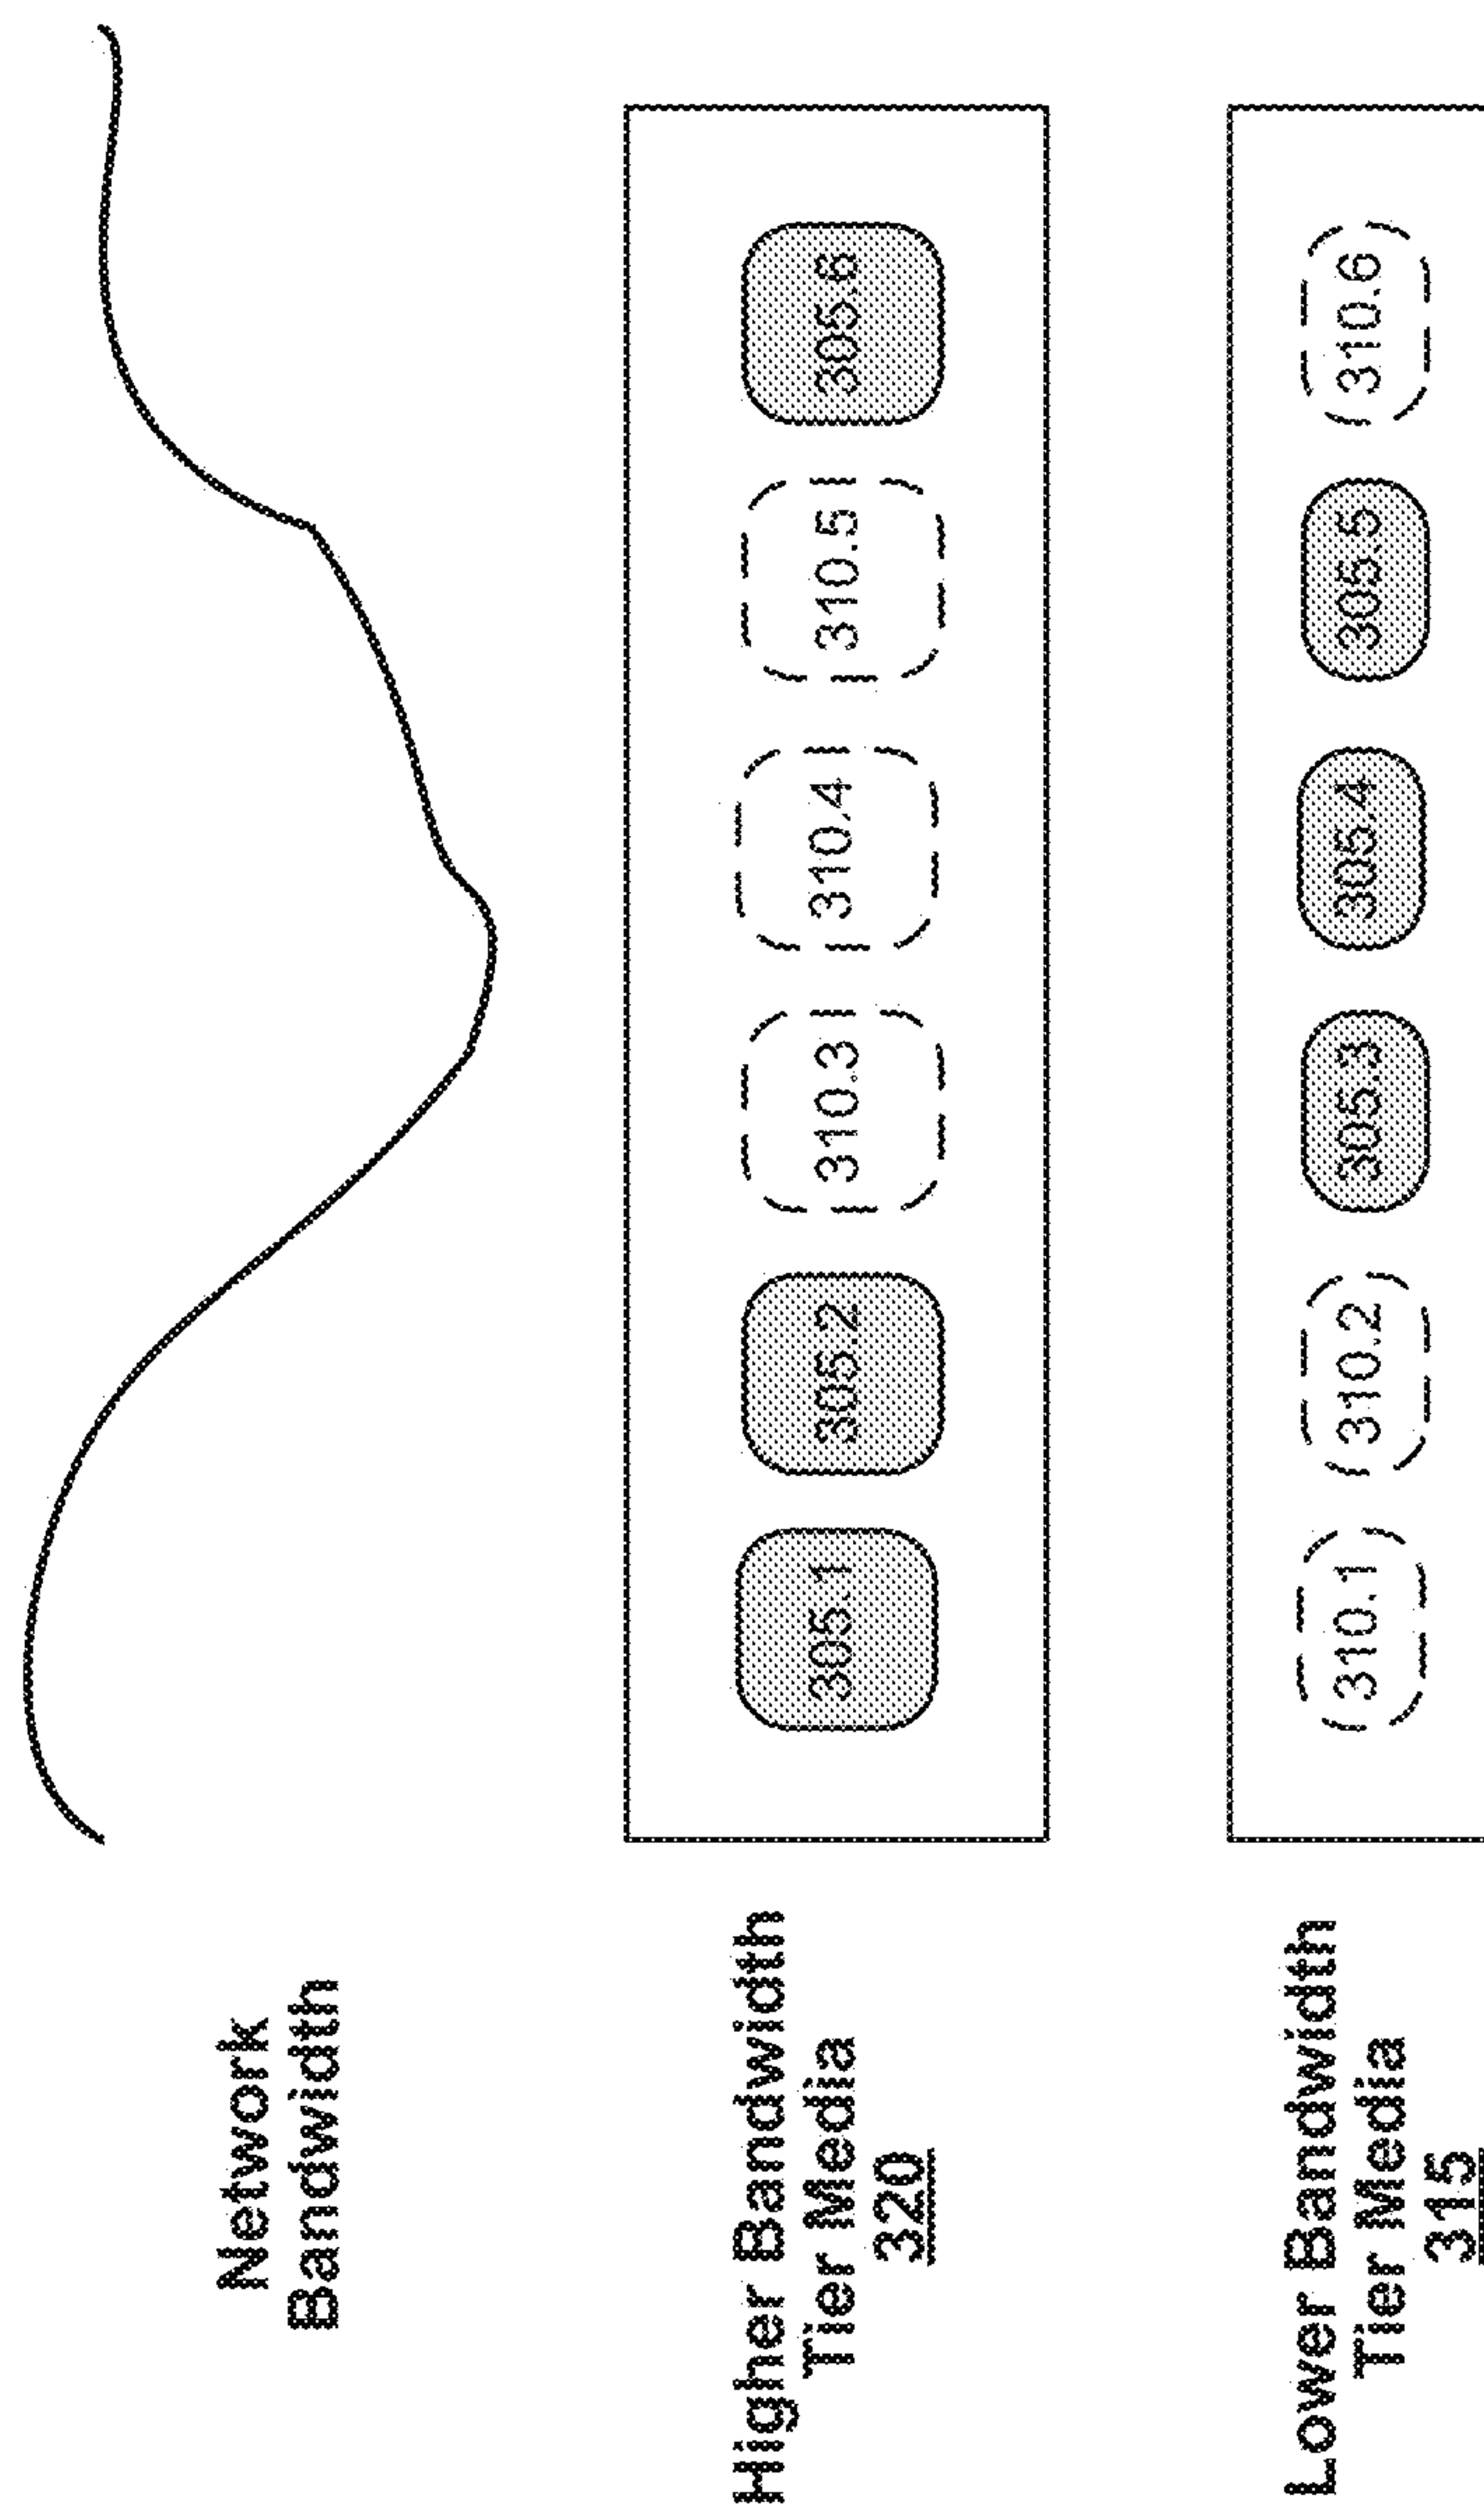 Network
Bandwidth
Higher Bandwidth
Tier Media
320
305.1
305.2
310.3
310.4
310.5
305.6
Lower Bandwidth
Tier Media
315
310.1
310.2
305.3
305.4
305.5
310.6